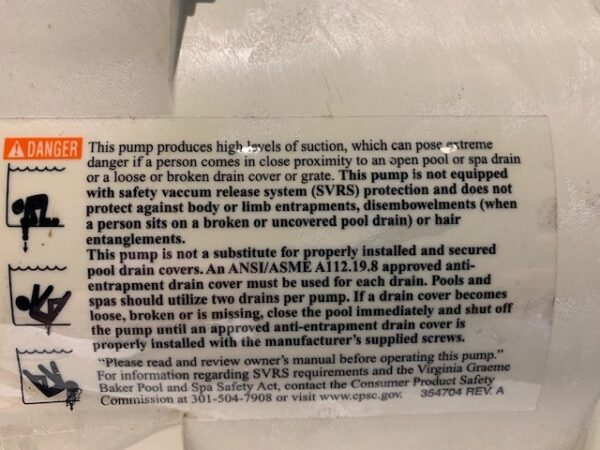 DANGER This pump produces high levels of suction, which can pose extreme
danger if a person comes in close proximity to an open pool or spa drain
or a loose or broken drain cover or grate. This pump is not equipped
with safety vaccum release system (SVRS) protection and does not
protect against body or limb entrapments, disembowelments (when
a person sits on a broken or uncovered pool drain) or hair
entanglements.
This pump is not a substitute for properly installed and secured
pool drain covers. An ANSI/ASME A112.19.8 approved anti-
entrapment drain cover must be used for each drain. Pools and
spas should utilize two drains per pump. If a drain cover becomes
loose, broken or is missing, close the pool immediately and shut off
the pump until an approved anti-entrapment drain cover is
properly installed with the manufacturer's supplied screws.
"Please read and review owner's manual before operating this pump."
For information regarding SVRS requirements and the Virginia Graeme
Baker Pool and Spa Safety Act, contact the Consumer Product Safety
Commission at 301-504-7908 or visit www.cpsc.gov. 354704 REV. A